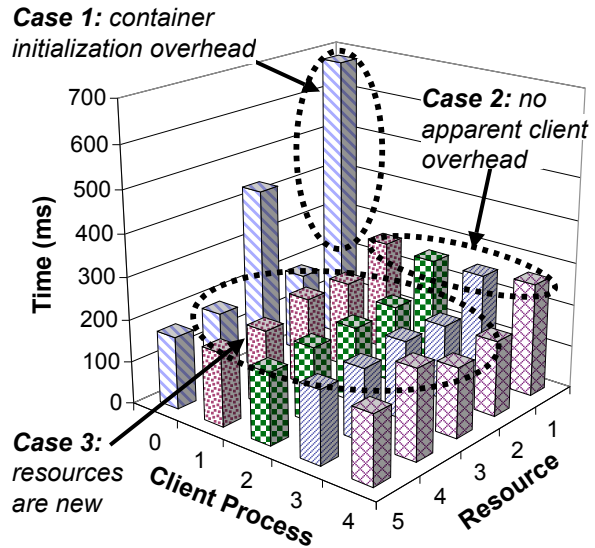 Case 1: container
initialization overhead
Case 2: no
apparent client
overhead
700
600
500
400
300
200
100
0
Time (ms)
Case 3:
resources
are new
0
1
2
3
4
Client Process
5
4
3
2
1
Resource